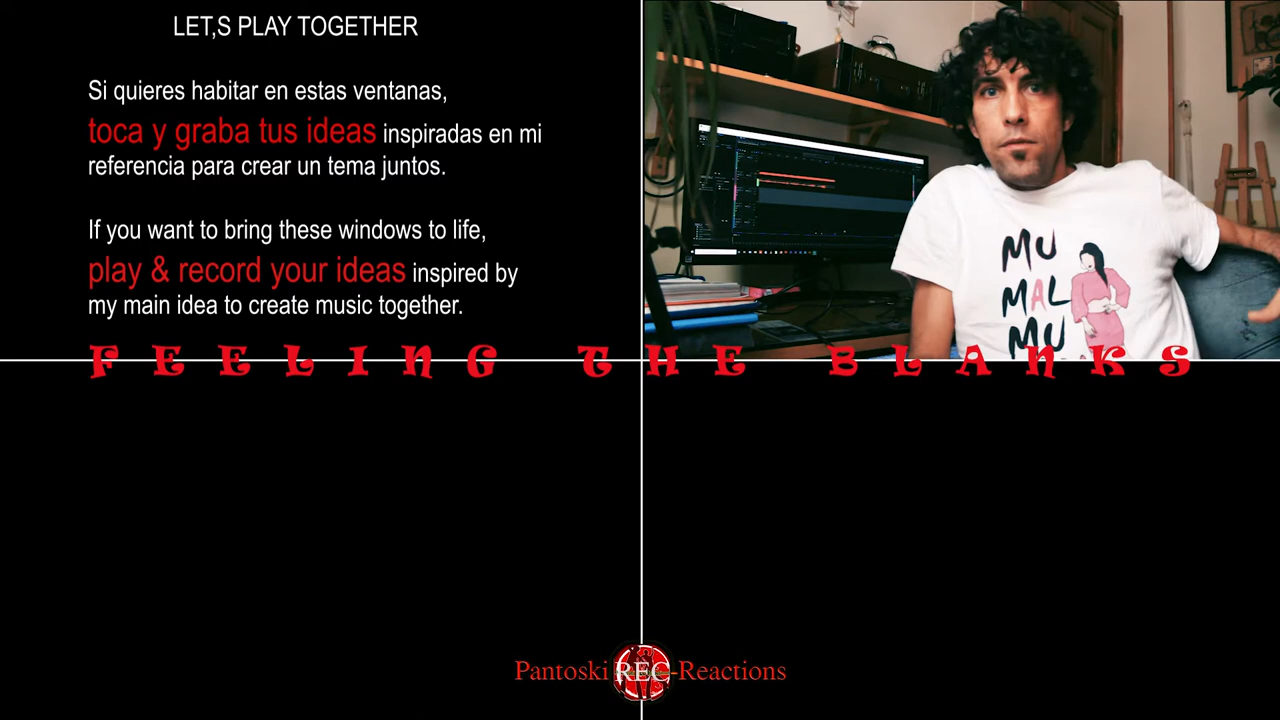 LET,S PLAY TOGETHER
Si quieres habitar en estas ventanas,
toca y graba tus ideas inspiradas en mi
referencia para crear un tema juntos.
If you want to bring these windows to life,
play & record your ideas inspired by
my main idea to create music together.
MU
MAL
MU
FEELING THE BLANKS
Pantoski REC-Reactions